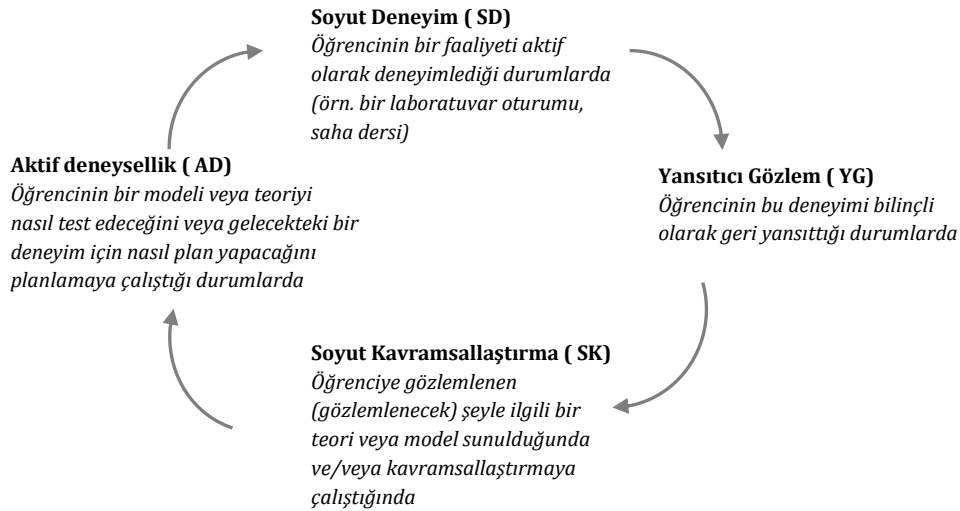 Soyut Deneyim ( SD)
Öğrencinin bir faaliyeti aktif
olarak deneyimlediği durumlarda
(örn. bir laboratuvar oturumu,
saha dersi)
Yansıtıcı Gözlem ( YG)
Öğrencinin bu deneyimi bilinçli
olarak geri yansıttığı durumlarda
Soyut Kavramsallaştırma ( SK)
Öğrenciye gözlemlenen
(gözlemlenecek) şeyle ilgili bir
teori veya model sunulduğunda
ve/veya kavramsallaştırmaya
çalıştığında
Aktif deneysellik ( AD)
Öğrencinin bir modeli veya teoriyi
nasıl test edeceğini veya gelecekteki bir
deneyim için nasıl plan yapacağını
planlamaya çalıştığı durumlarda